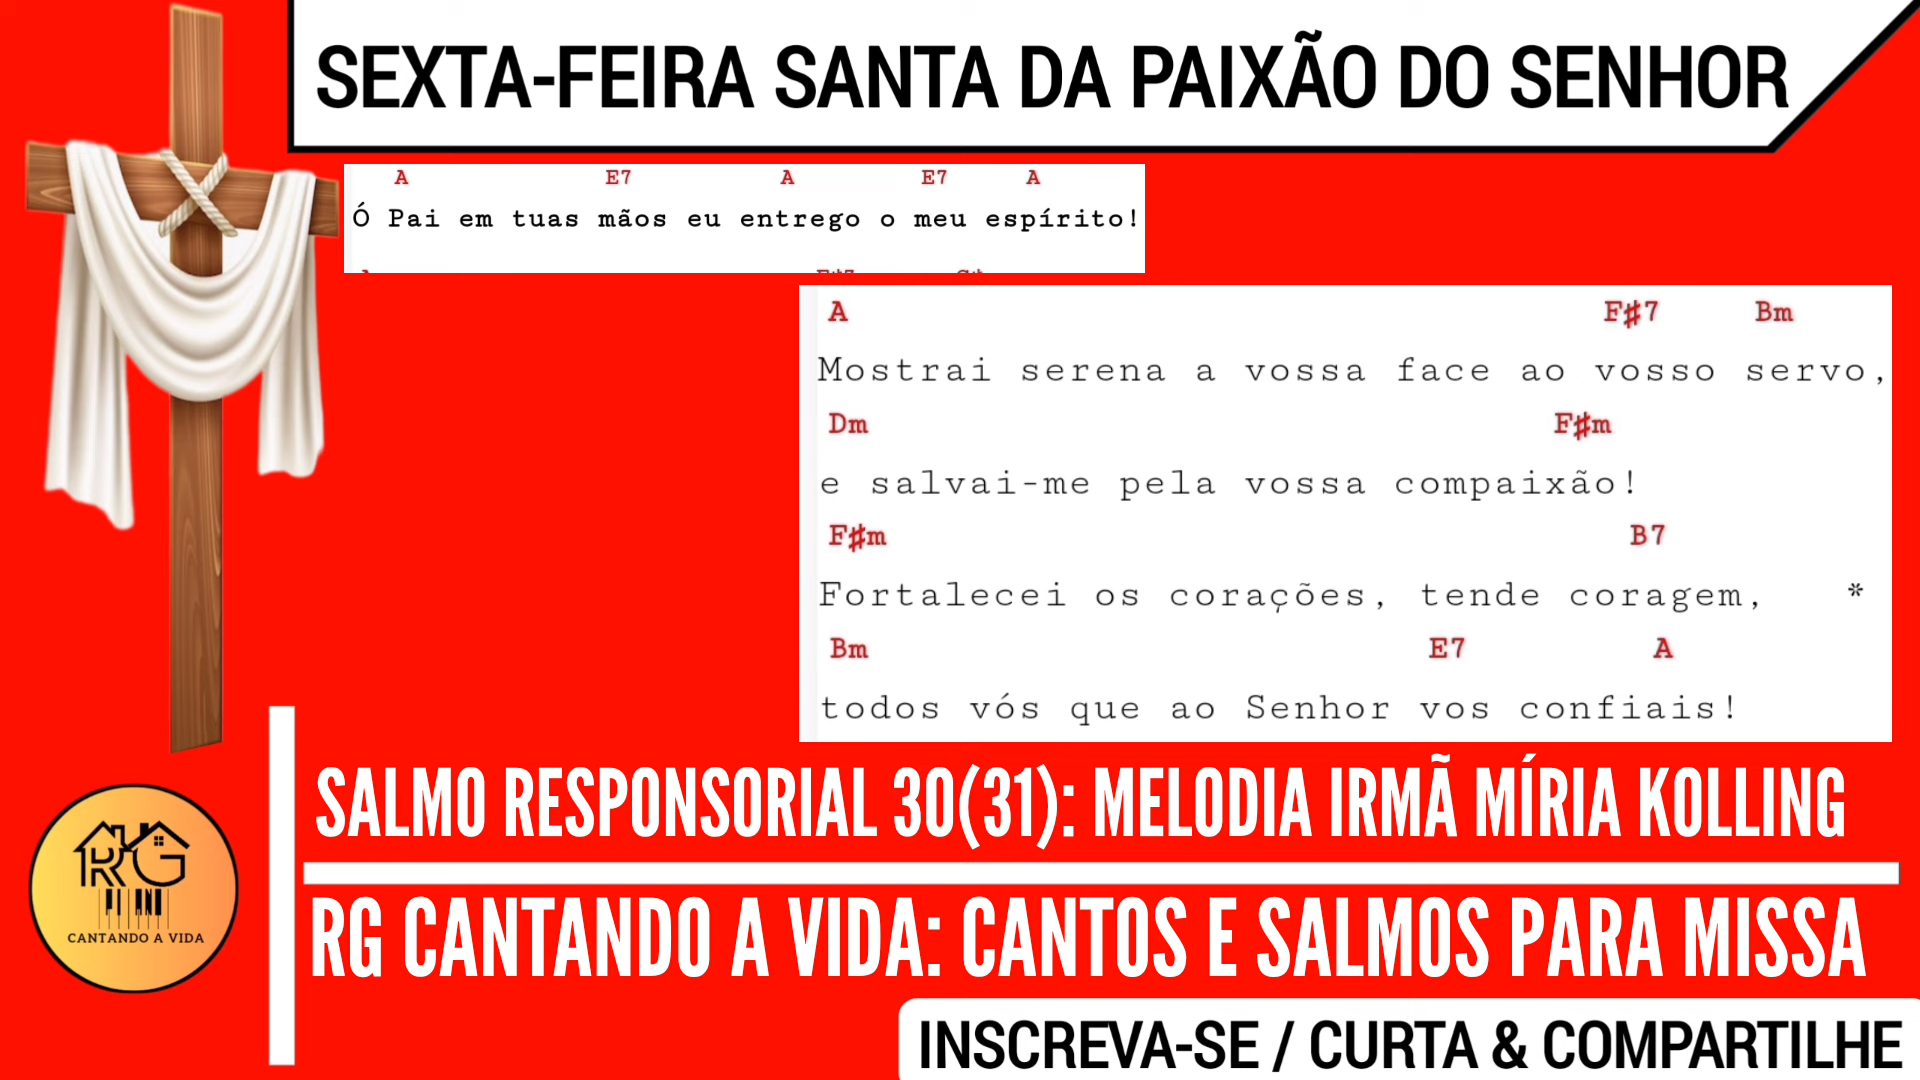 SEXTA-FEIRA SANTA DA PAIXÃO DO SENHOR
A E7 A E7 A
Ó Pai em tuas mãos eu entrego o meu espírito!
A F♯7 Bm
Mostrai serena a vossa face ao vosso servo,
Dm F♯m
e salvai-me pela vossa compaixão!
F♯m B7
Fortalecei os corações, tende coragem, *
Bm E7 A
todos vós que ao Senhor vos confiais!
SALMO RESPONSORIAL 30(31): MELODIA IRMÃ MÍRIA KOLLING
RG
CANTANDO A VIDA
RG CANTANDO A VIDA: CANTOS E SALMOS PARA MISSA
INSCREVA-SE / CURTA & COMPARTILHE